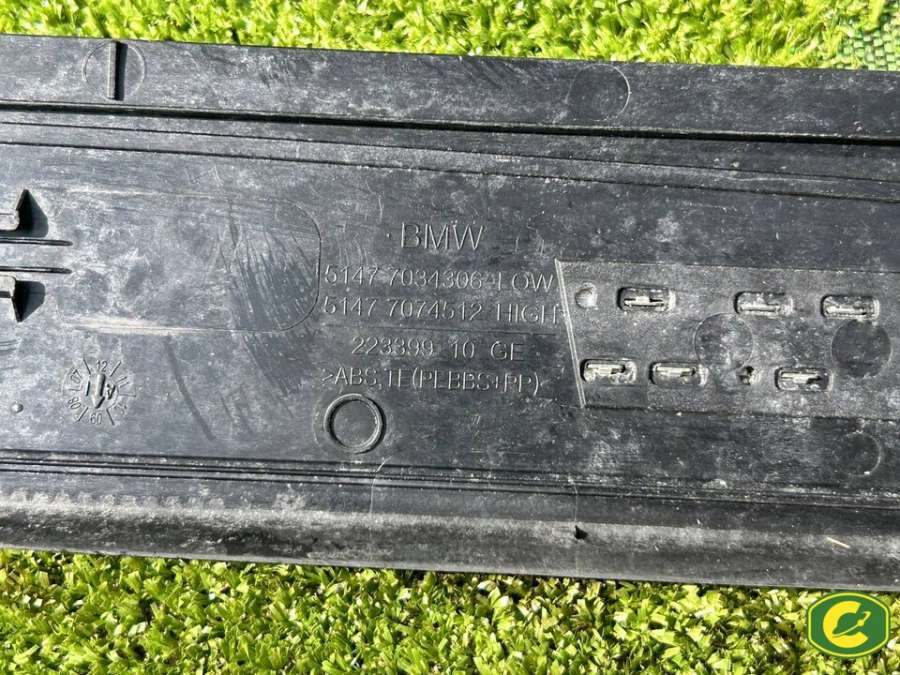 BMW
5147 7034306 LOW
5147 7074512 HIGH
223399 10 GE
>ABS,TE(PEBBS+PP)